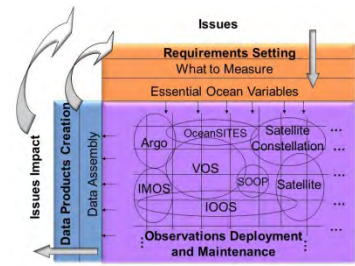 Issues
Requirements Setting
What to Measure
Essential Ocean Variables
Issues Impact
Data Products Creation
Data Assembly
Argo
OceanSITES
Satellite
Constellation
...
VOS
IMOS
SOOP
Satellite
...
IOOS
...
Observations Deployment
and Maintenance